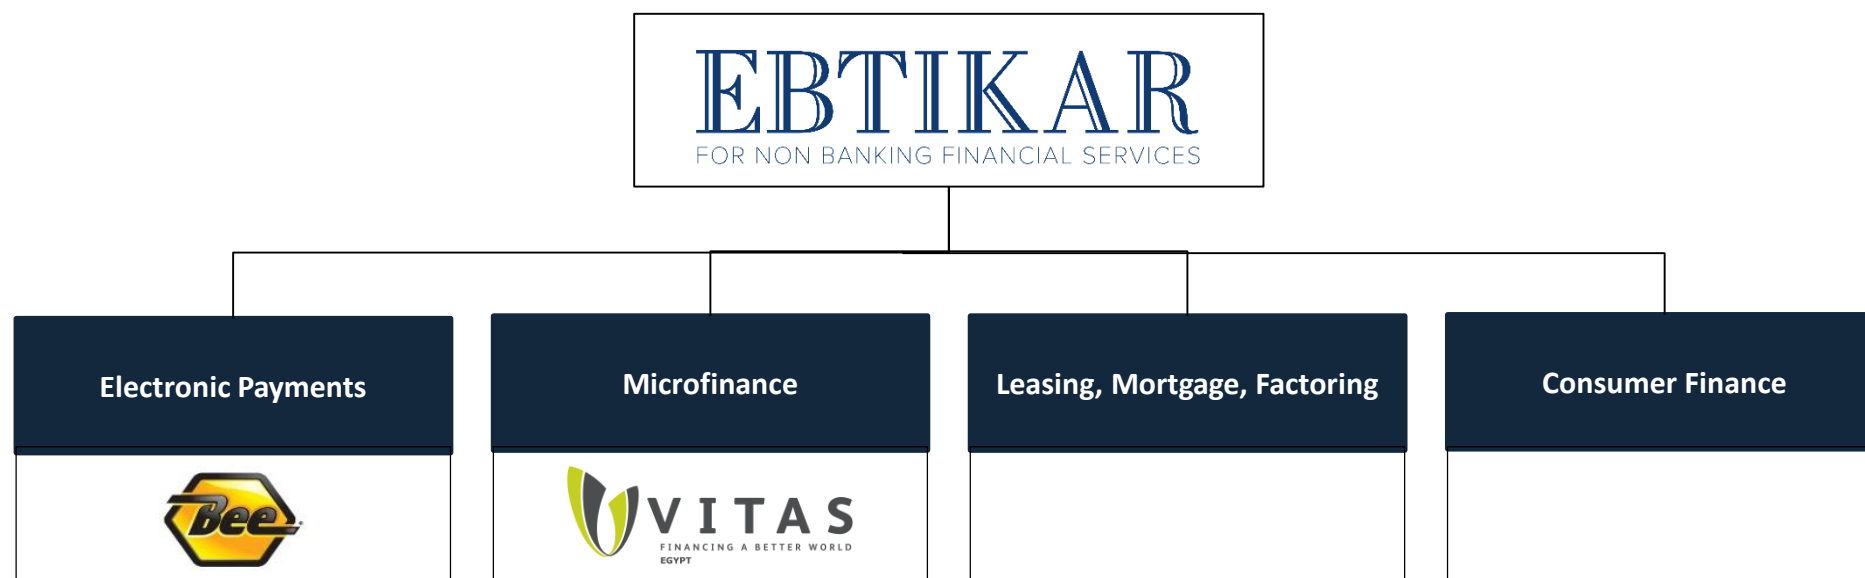 EBTIKAR
FOR NON BANKING FINANCIAL SERVICES
Electronic Payments
Microfinance
Leasing, Mortgage, Factoring
Consumer Finance
Bee
VITAS
FINANCING A BETTER WORLD
EGYPT